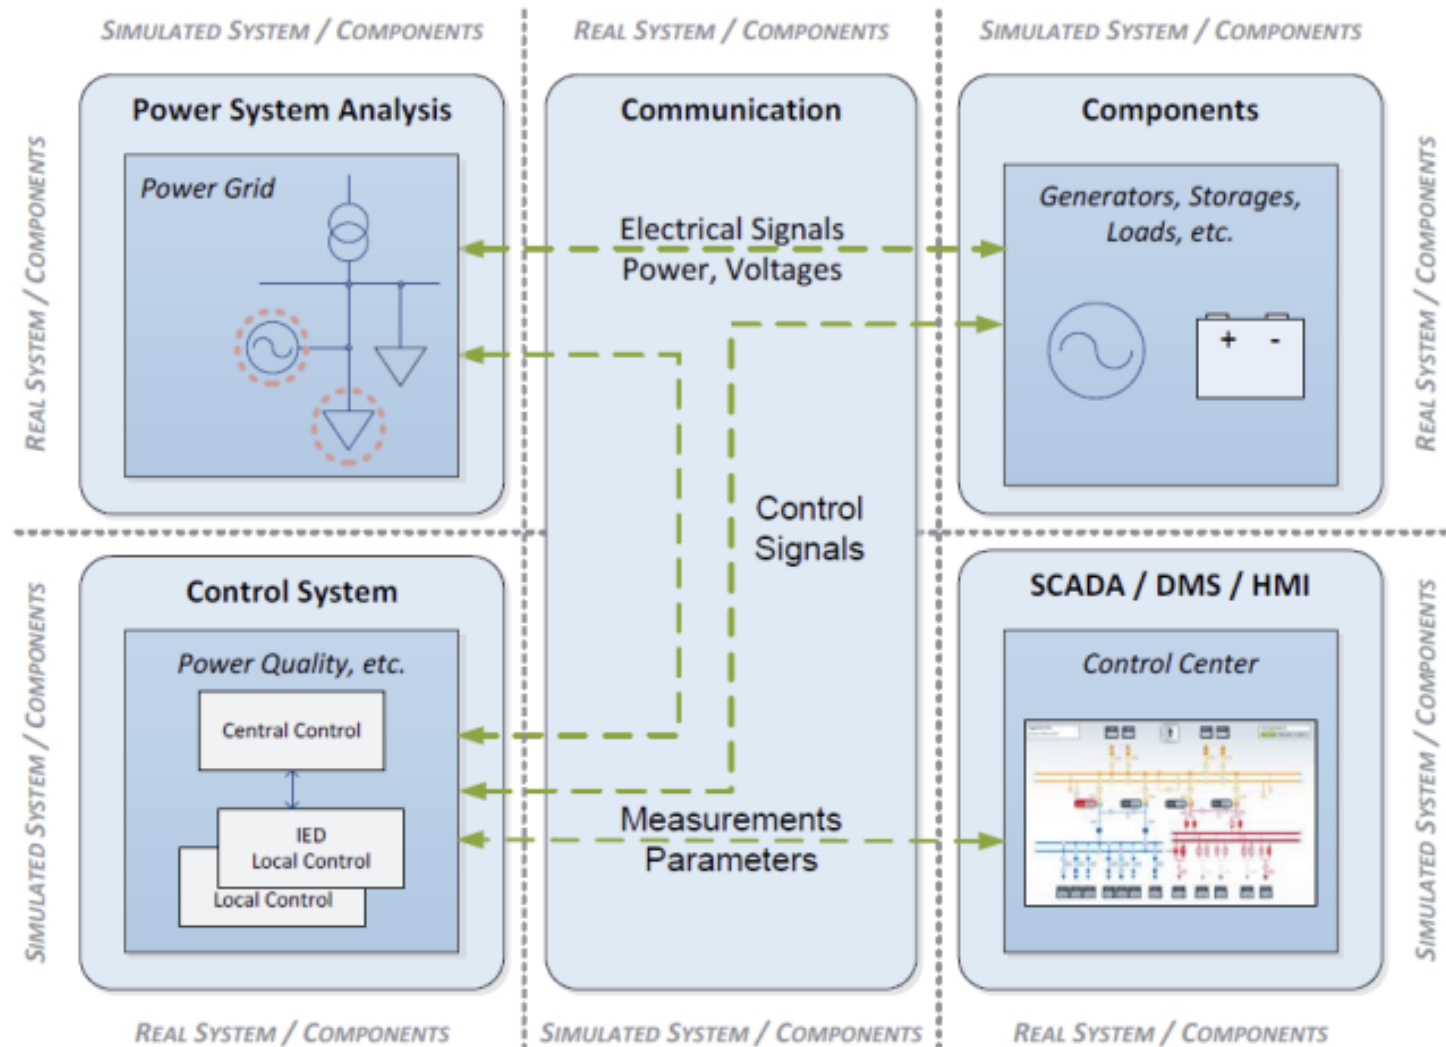 SIMULATED SYSTEM / COMPONENTS
REAL SYSTEM / COMPONENTS
SIMULATED SYSTEM / COMPONENTS
REAL SYSTEM / COMPONENTS
Power System Analysis
Power Grid
Communication
Electrical Signals
Power, Voltages
Components
Generators, Storages,
Loads, etc.
+ -
REAL SYSTEM / COMPONENTS
Control
Signals
SIMULATED SYSTEM / COMPONENTS
Control System
Power Quality, etc.
Central Control
IED
Local Control
Local Control
Measurements
Parameters
SCADA / DMS / HMI
Control Center
SIMULATED SYSTEM / COMPONENTS
REAL SYSTEM / COMPONENTS
SIMULATED SYSTEM / COMPONENTS
REAL SYSTEM / COMPONENTS